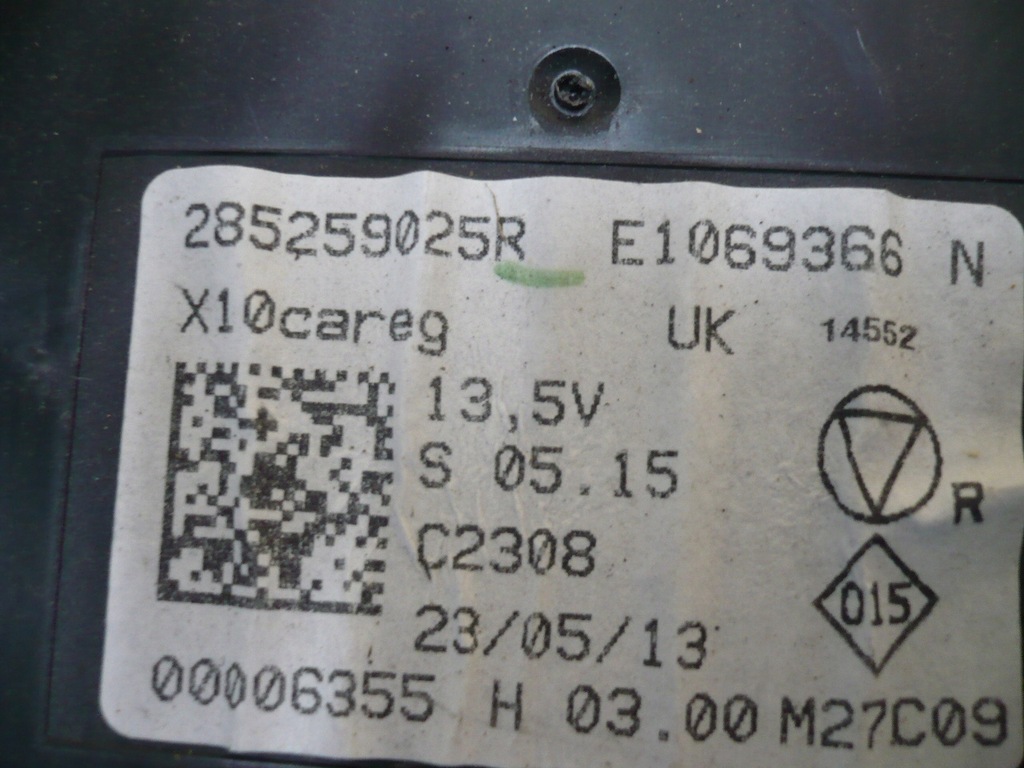 285259025R E1069366 N
X10careg UK 14552
13,5V
S 05.15
R
C2308
015
23/05/13
00006355 H 03.00 M27C09